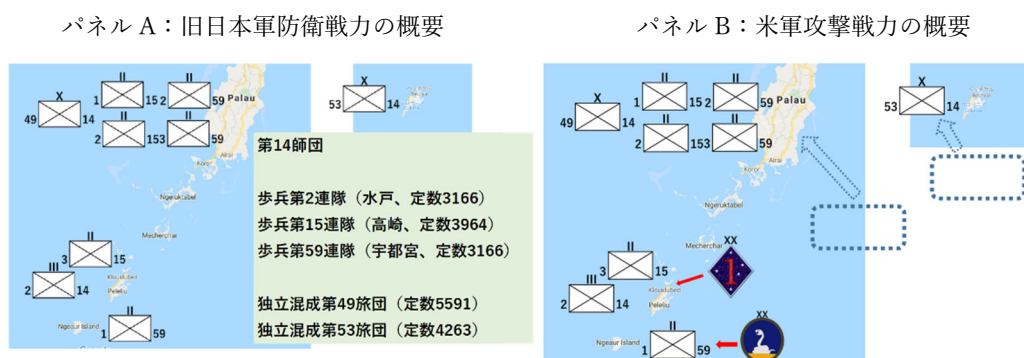 パネル A：旧日本軍防衛戦力の概要
X
49 14
II
1 15
II
2 59
II
2 15
II
3 59
Palau
Airai
Koror
Ngeruktabel
Mecherchar
II
3 15
III
2 14
Kloulubed
Peleliu
Ngeaur Island
II
1 59
X
53 14
第14師団
歩兵第2連隊（水戸、定数3166）
歩兵第15連隊（高崎、定数3964）
歩兵第59連隊（宇都宮、定数3166）
独立混成第49旅団（定数5591）
独立混成第53旅団（定数4263）
パネル B：米軍攻撃戦力の概要
X
49 14
II
1 15
II
2 59
II
2 15
II
3 59
Palau
Airai
Koror
Ngeruktabel
Mecherchar
XX
1
II
3 15
III
2 14
Kloulubed
Peleliu
Ngeaur Island
II
1 59
XX
X
53 14